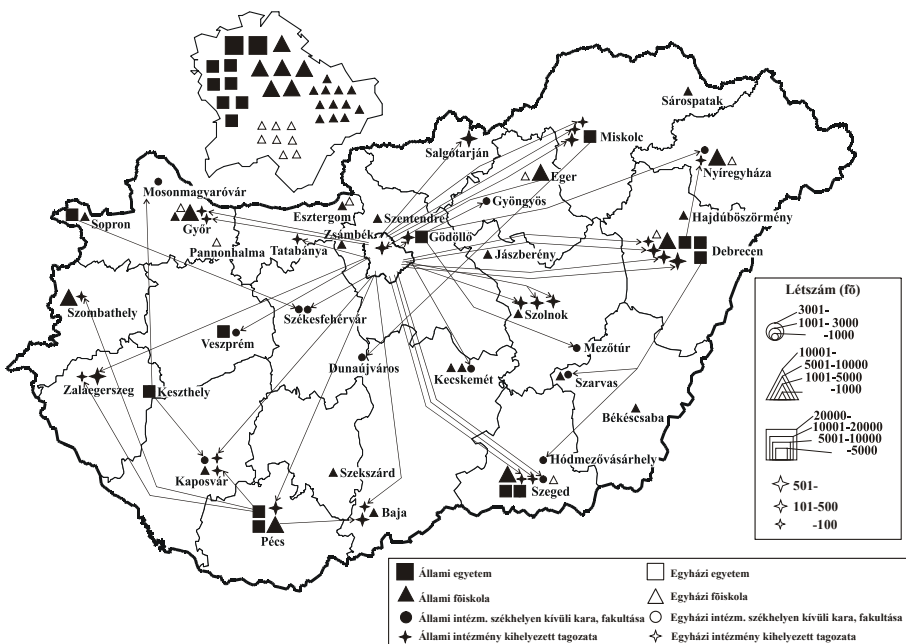 Sárospatak
Miskolc
Salgótarján
Nyíregyháza
Mosonmagyaróvár
Eger
Gyöngyös
Esztergom
Szentendre
Hajdúböszörmény
Sopron
Győr
Zsámbék
Gödöllő
Pannonhalma
Tatabánya
Jászberény
Debrecen
Szombathely
Székesfehérvár
Szolnok
Veszprém
Mezőtúr
Dunaújváros
Zalaegerszeg
Keszthely
Kecskemét
Szarvas
Békéscsaba
Hódmezővásárhely
Kaposvár
Szekszárd
Szeged
Baja
Pécs
Létszám (fő)
3001-
1001- 3000
-1000
10001-
5001-10000
1001-5000
-1000
20000-
10001-20000
5001-10000
-5000
501-
101-500
-100
Állami egyetem
Állami főiskola
Állami intézm. székhelyen kívüli kara, fakultása
Állami intézmény kihelyezett tagozata
Egyházi egyetem
Egyházi főiskola
Egyházi intézm. székhelyen kívüli kara, fakultása
Egyházi intézmény kihelyezett tagozata